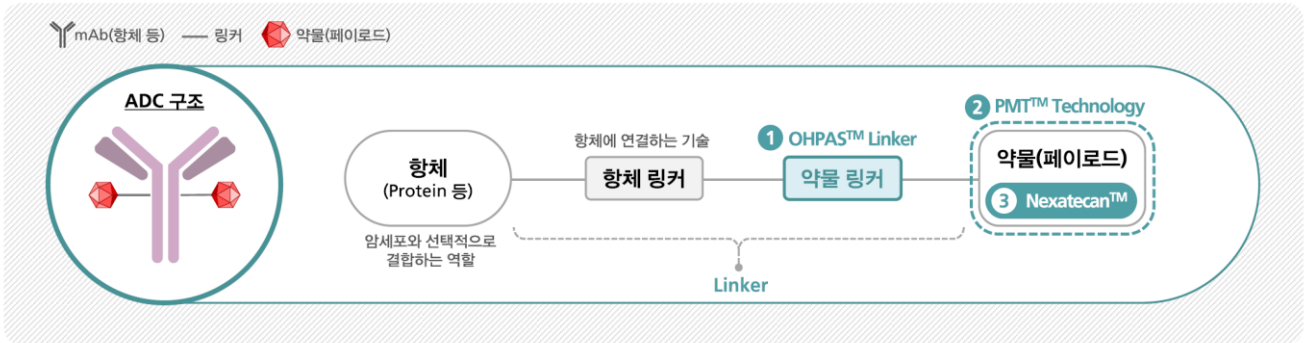 mAb(항체 등)
링커
약물(페이로드)
ADC 구조
항체
(Protein 등)
암세포와 선택적으로
결합하는 역할
항체에 연결하는 기술
항체 링커
1 OHPAS™ Linker
약물 링커
2 PMT™ Technology
약물(페이로드)
3 Nexatecan™
Linker